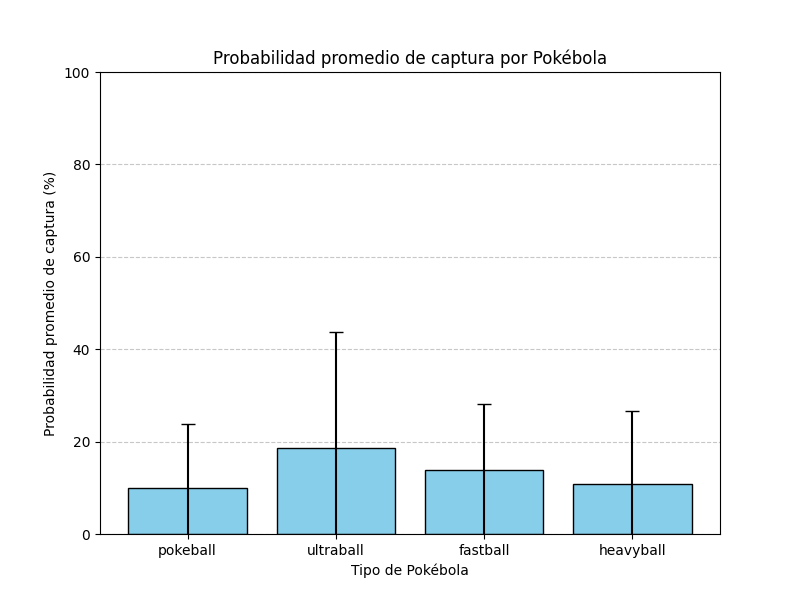 Probabilidad promedio de captura por Pokébola
Probabilidad promedio de captura (%)
100
80
60
40
20
0
pokeball ultraball fastball heavyball
Tipo de Pokébola